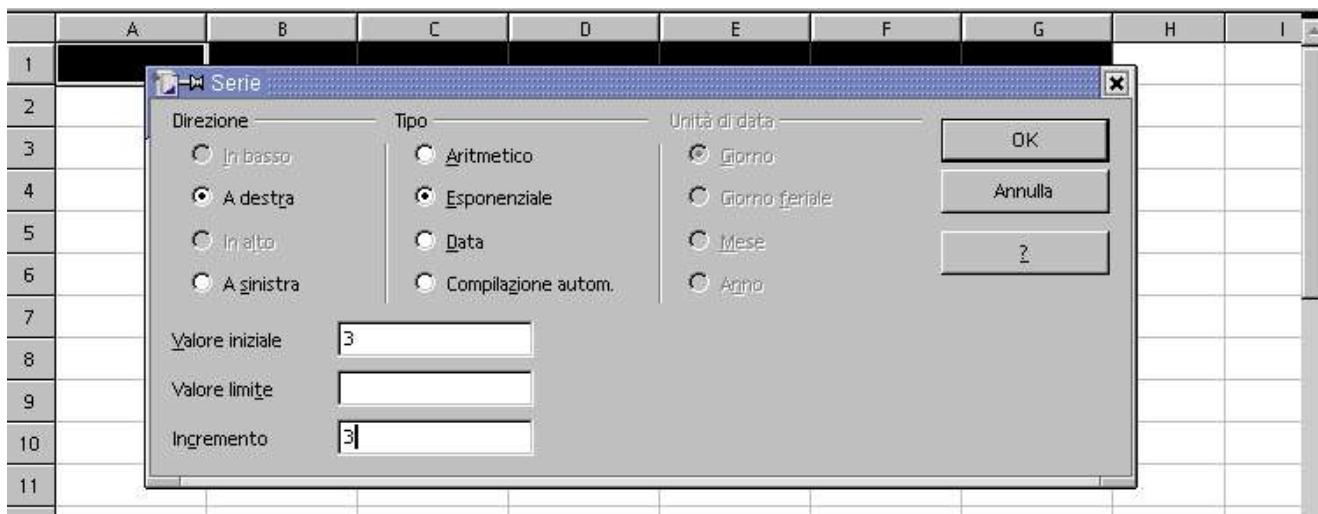 A B C D E F G H I
1
Serie
2
Direzione Tipo Unità di data
OK
3
In basso Aritmetico Giorno
4
A destra Esponenziale Giorno feriale Annulla
5
In alto Data Mese ?
6
A sinistra Compilazione autom. Anno
7
Valore iniziale 3
8
Valore limite
9
Incremento 3
10
11